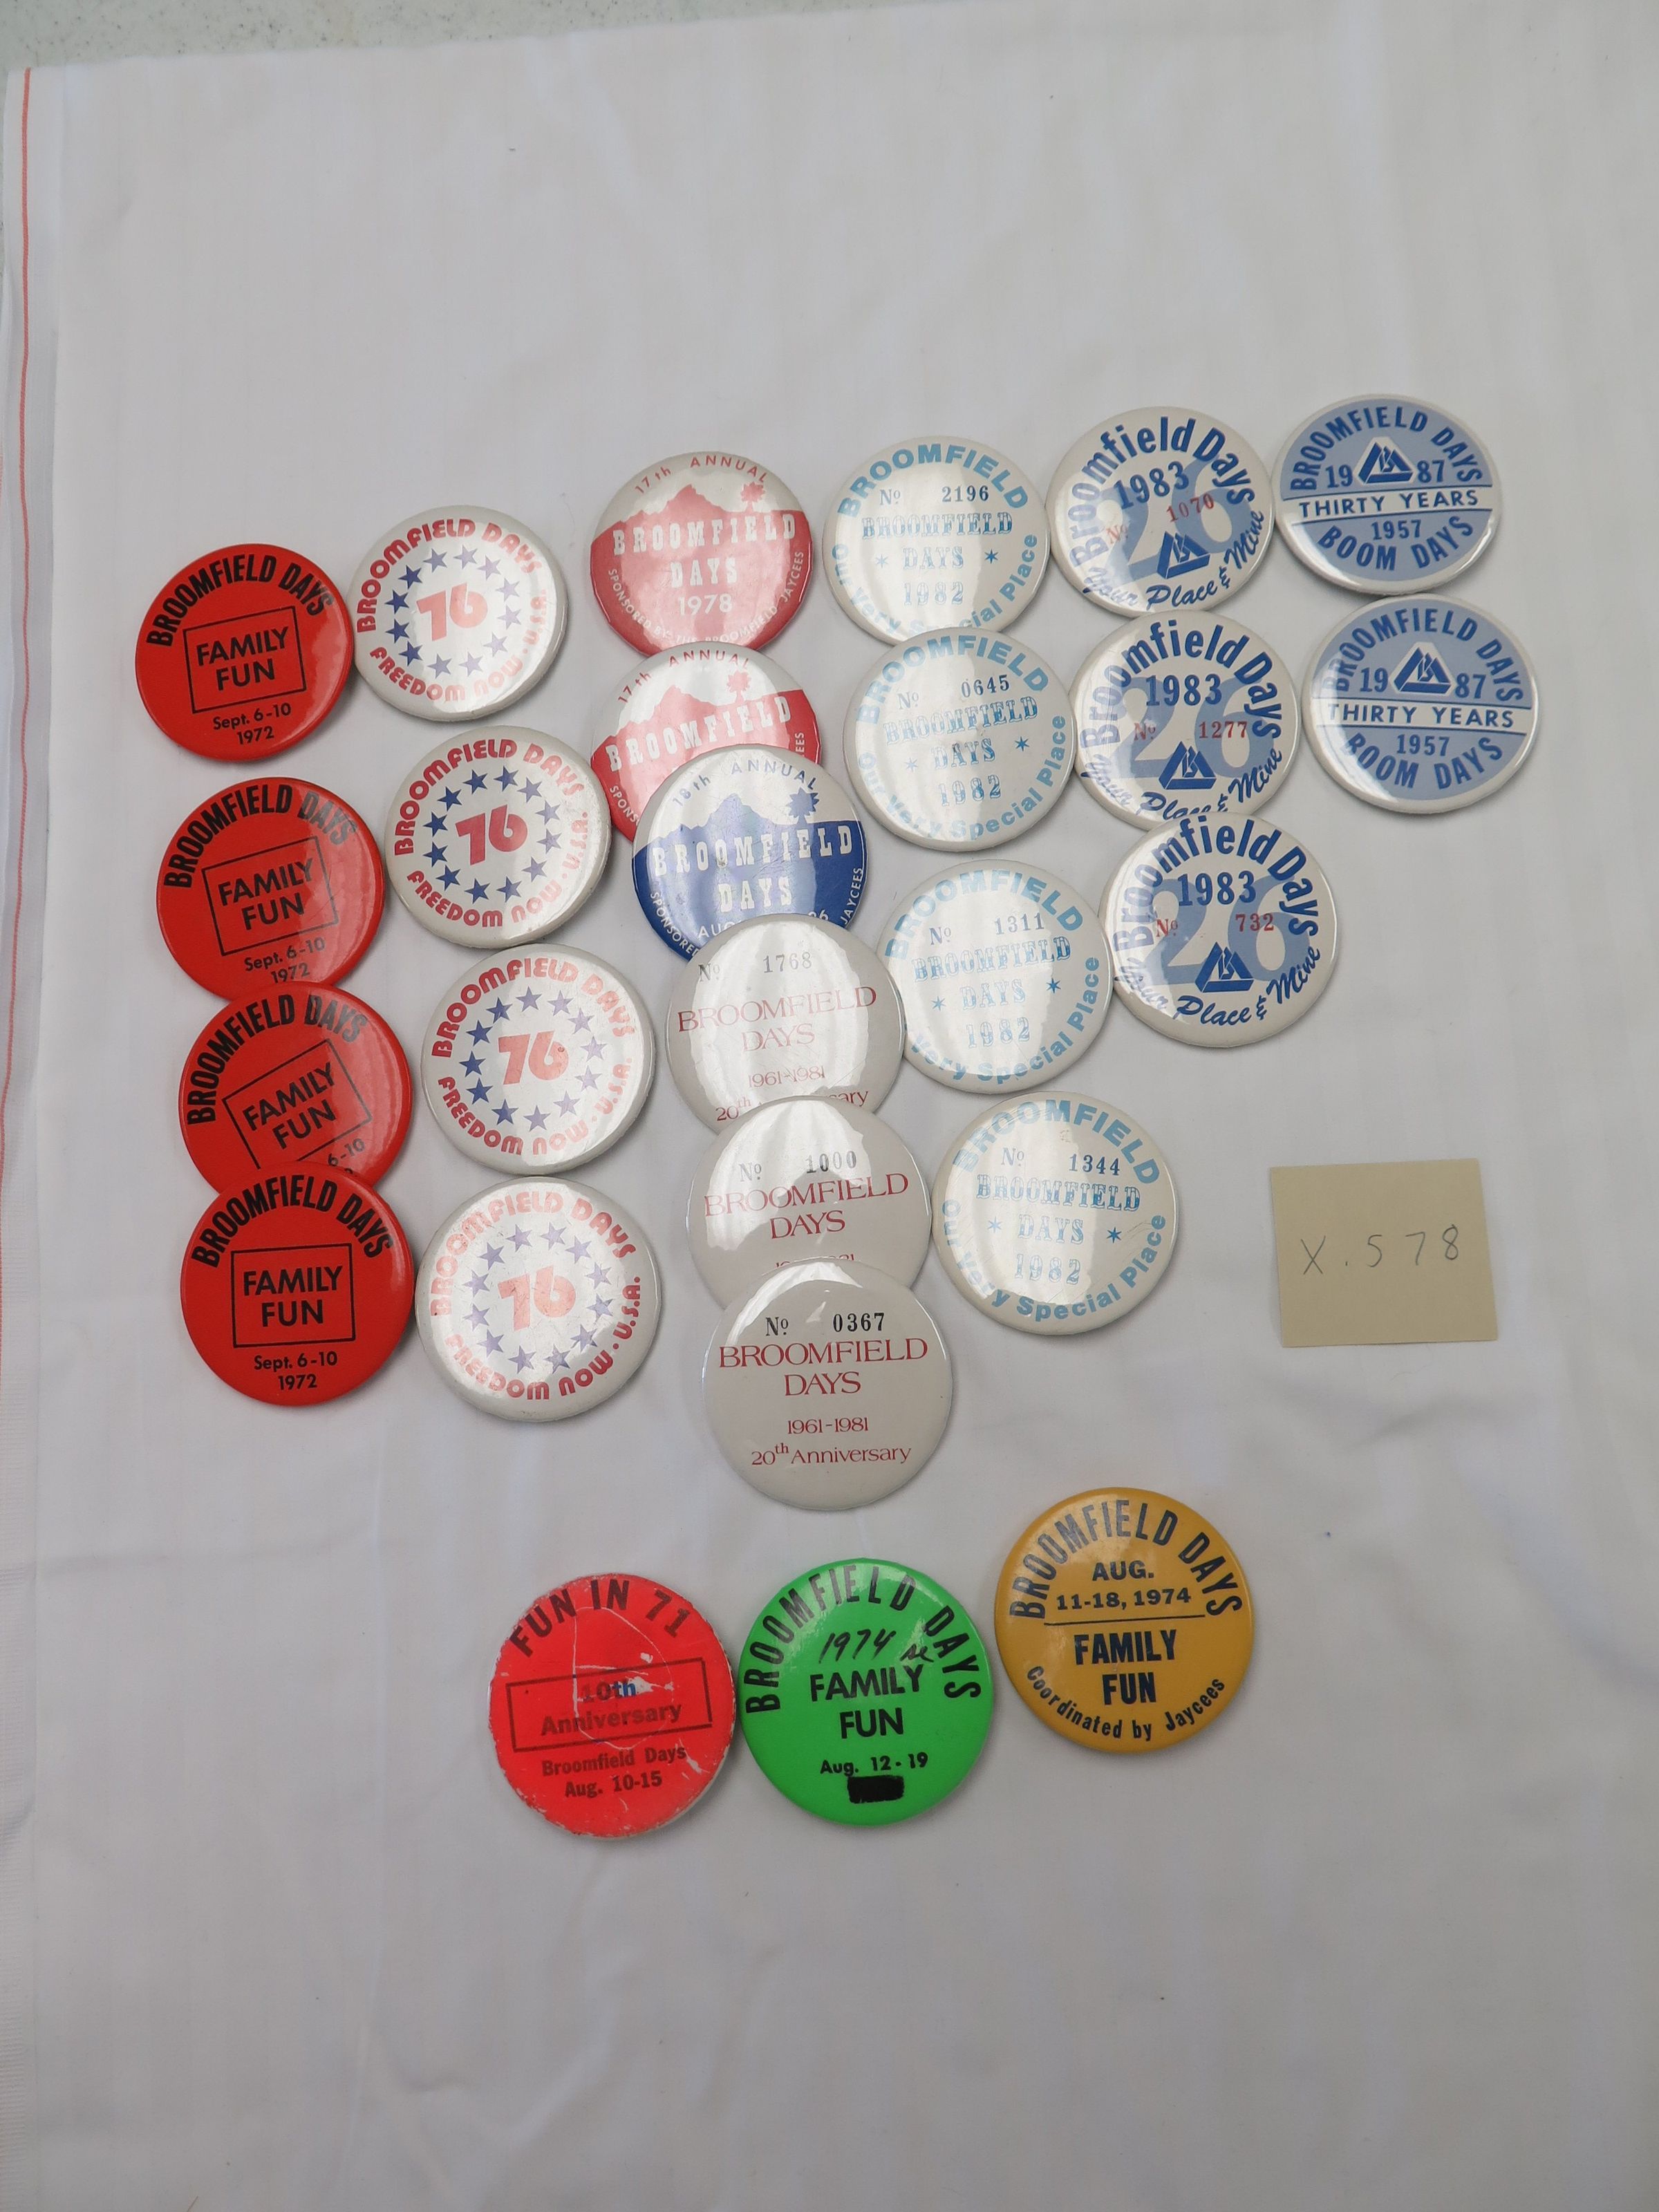 BROOMFIELD DAYS
FAMILY
FUN
Sept. 6-10
1972
BROOMFIELD DAYS
FAMILY
FUN
Sept. 6-10
1972
BROOMFIELD DAYS
FAMILY
FUN
6-10
BROOMFIELD DAYS
FAMILY
FUN
Sept. 6-10
1972
BROOMFIELD DAYS
76
FREEDOM NOW · U.S.A.
BROOMFIELD DAYS
76
FREEDOM NOW · U.S.A.
BROOMFIELD DAYS
76
FREEDOM NOW · U.S.A.
BROOMFIELD DAYS
76
FREEDOM NOW · U.S.A.
17th ANNUAL
BROOMFIELD
DAYS
1978
SPONSORED BY: THE BROOMFIELD JAYCEES
17th ANNUAL
BROOMFIELD
18th ANNUAL
BROOMFIELD
DAYS
SPONSORED
JAYCEES
No 1768
BROOMFIELD
DAYS
1961-1981
20th
No 1000
BROOMFIELD
DAYS
No 0367
BROOMFIELD
DAYS
1961-1981
20th Anniversary
BROOMFIELD
No 2196
BROOMFIELD
* DAYS *
1982
Very Special Place
BROOMFIELD
No 0645
BROOMFIELD
* DAYS *
1982
Our Very Special Place
BROOMFIELD
No 1311
BROOMFIELD
* DAYS *
1982
Very Special Place
BROOMFIELD
No 1344
BROOMFIELD
* DAYS *
1982
Our Very Special Place
Broomfield Days
1983
26
No 1070
Your Place & Mine
Broomfield Days
1983
26
No 1277
Your Place & Mine
Broomfield Days
1983
26
No 732
Your Place & Mine
BROOMFIELD DAYS
19 87
THIRTY YEARS
1957
BOOM DAYS
BROOMFIELD DAYS
19 87
THIRTY YEARS
1957
BOOM DAYS
X.578
FUN IN 71
10th
Anniversary
Broomfield Days
Aug. 10-15
BROOMFIELD DAYS
1974
FAMILY
FUN
Aug. 12-19
BROOMFIELD DAYS
AUG.
11-18, 1974
FAMILY
FUN
Coordinated by Jaycees